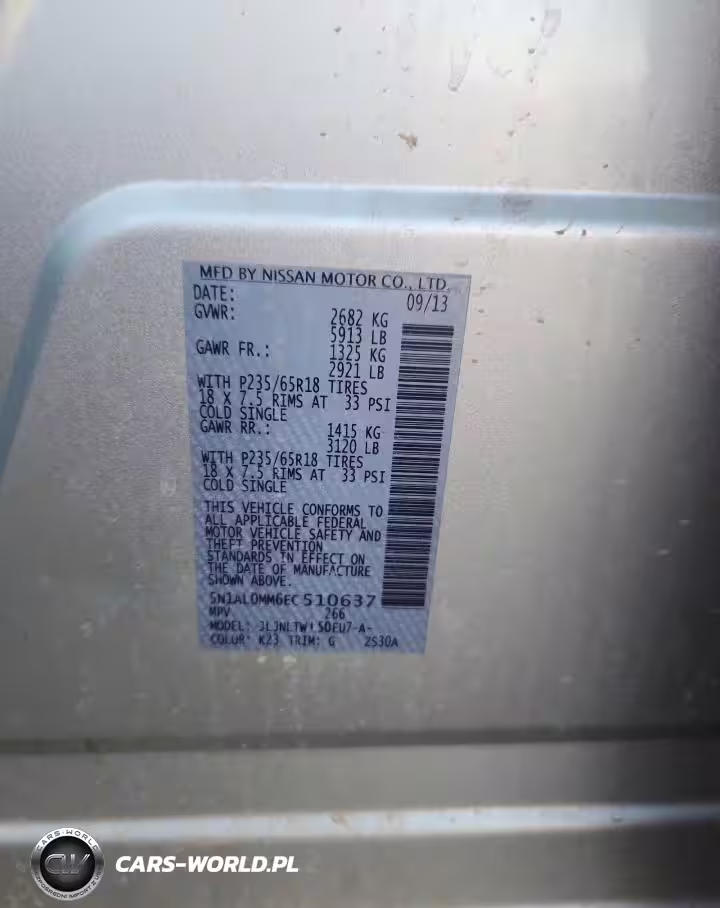 MFD BY NISSAN MOTOR CO., LTD.
DATE: 09/13
GVWR: 2682 KG
5913 LB
GAWR FR.: 1325 KG
2921 LB
WITH P235/65R18 TIRES
18 X 7.5 RIMS AT 33 PSI
COLD SINGLE
GAWR RR.: 1415 KG
3120 LB
WITH P235/65R18 TIRES
18 X 7.5 RIMS AT 33 PSI
COLD SINGLE
THIS VEHICLE CONFORMS TO
ALL APPLICABLE FEDERAL
MOTOR VEHICLE SAFETY AND
THEFT PREVENTION
STANDARDS IN EFFECT ON
THE DATE OF MANUFACTURE
SHOWN ABOVE.
5N1AL0MM6EC510637
MPV 266
MODEL:
COLOR: K23 TRIM: G 2S30A
CARS-WORLD
CW
CARS-WORLD.PL